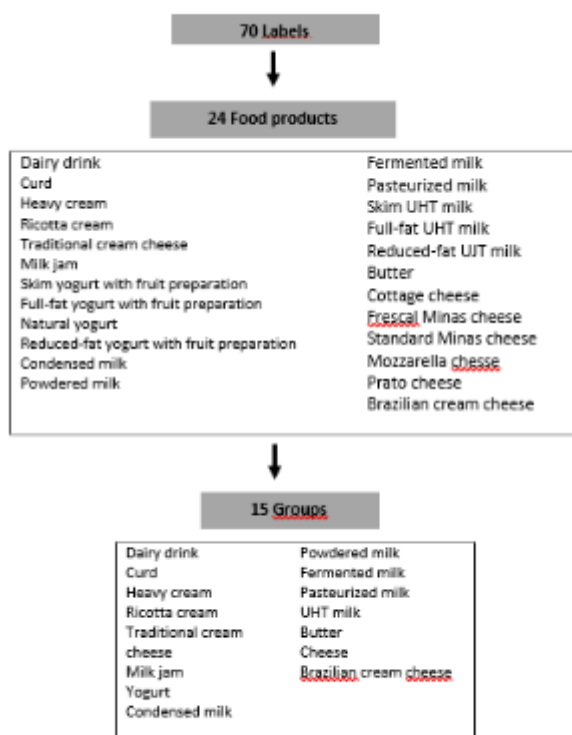 70 Labels
24 Food products
Dairy drink
Curd
Heavy cream
Ricotta cream
Traditional cream cheese
Milk jam
Skim yogurt with fruit preparation
Full-fat yogurt with fruit preparation
Natural yogurt
Reduced-fat yogurt with fruit preparation
Condensed milk
Powdered milk
Fermented milk
Pasteurized milk
Skim UHT milk
Full-fat UHT milk
Reduced-fat UJT milk
Butter
Cottage cheese
Frescal Minas cheese
Standard Minas cheese
Mozzarella chesse
Prato cheese
Brazilian cream cheese
15 Groups
Dairy drink
Curd
Heavy cream
Ricotta cream
Traditional cream
cheese
Milk jam
Yogurt
Condensed milk
Powdered milk
Fermented milk
Pasteurized milk
UHT milk
Butter
Cheese
Brazilian cream cheese